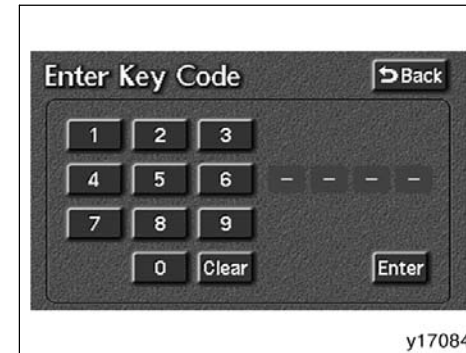 Enter Key Code Back
1 2 3
4 5 6 – – – –
7 8 9
0 Clear Enter
y17084